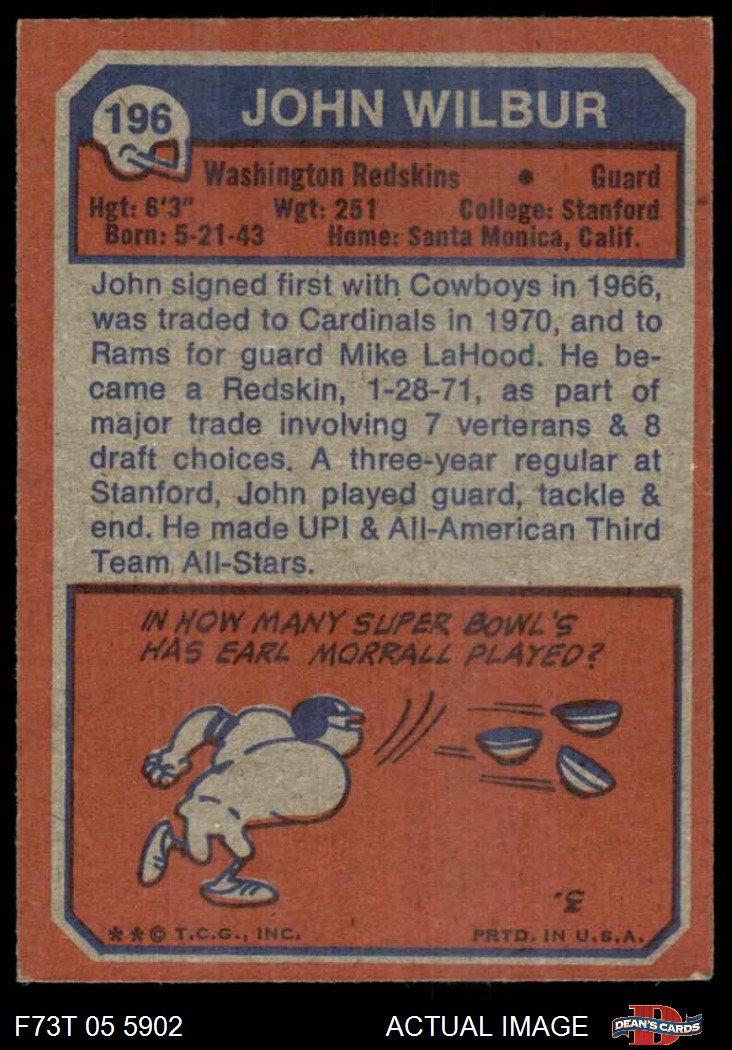 196
JOHN WILBUR
Washington Redskins • Guard
Hgt: 6'3" Wgt: 251 College: Stanford
Born: 5-21-43 Home: Santa Monica, Calif.
John signed first with Cowboys in 1966,
was traded to Cardinals in 1970, and to
Rams for guard Mike LaHood. He be-
came a Redskin, 1-28-71, as part of
major trade involving 7 verterans & 8
draft choices. A three-year regular at
Stanford, John played guard, tackle &
end. He made UPI & All-American Third
Team All-Stars.
IN HOW MANY SUPER BOWL'S
HAS EARL MORRALL PLAYED?
·3
**© T.C.G., INC. PRTD. IN U.S.A.
F73T 05 5902 ACTUAL IMAGE
D
DEAN'S CARDS